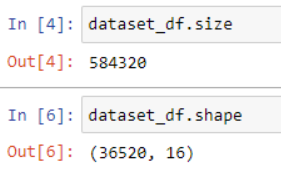 In [4]: dataset_df.size
Out[4]: 584320
In [6]: dataset_df.shape
Out[6]: (36520, 16)